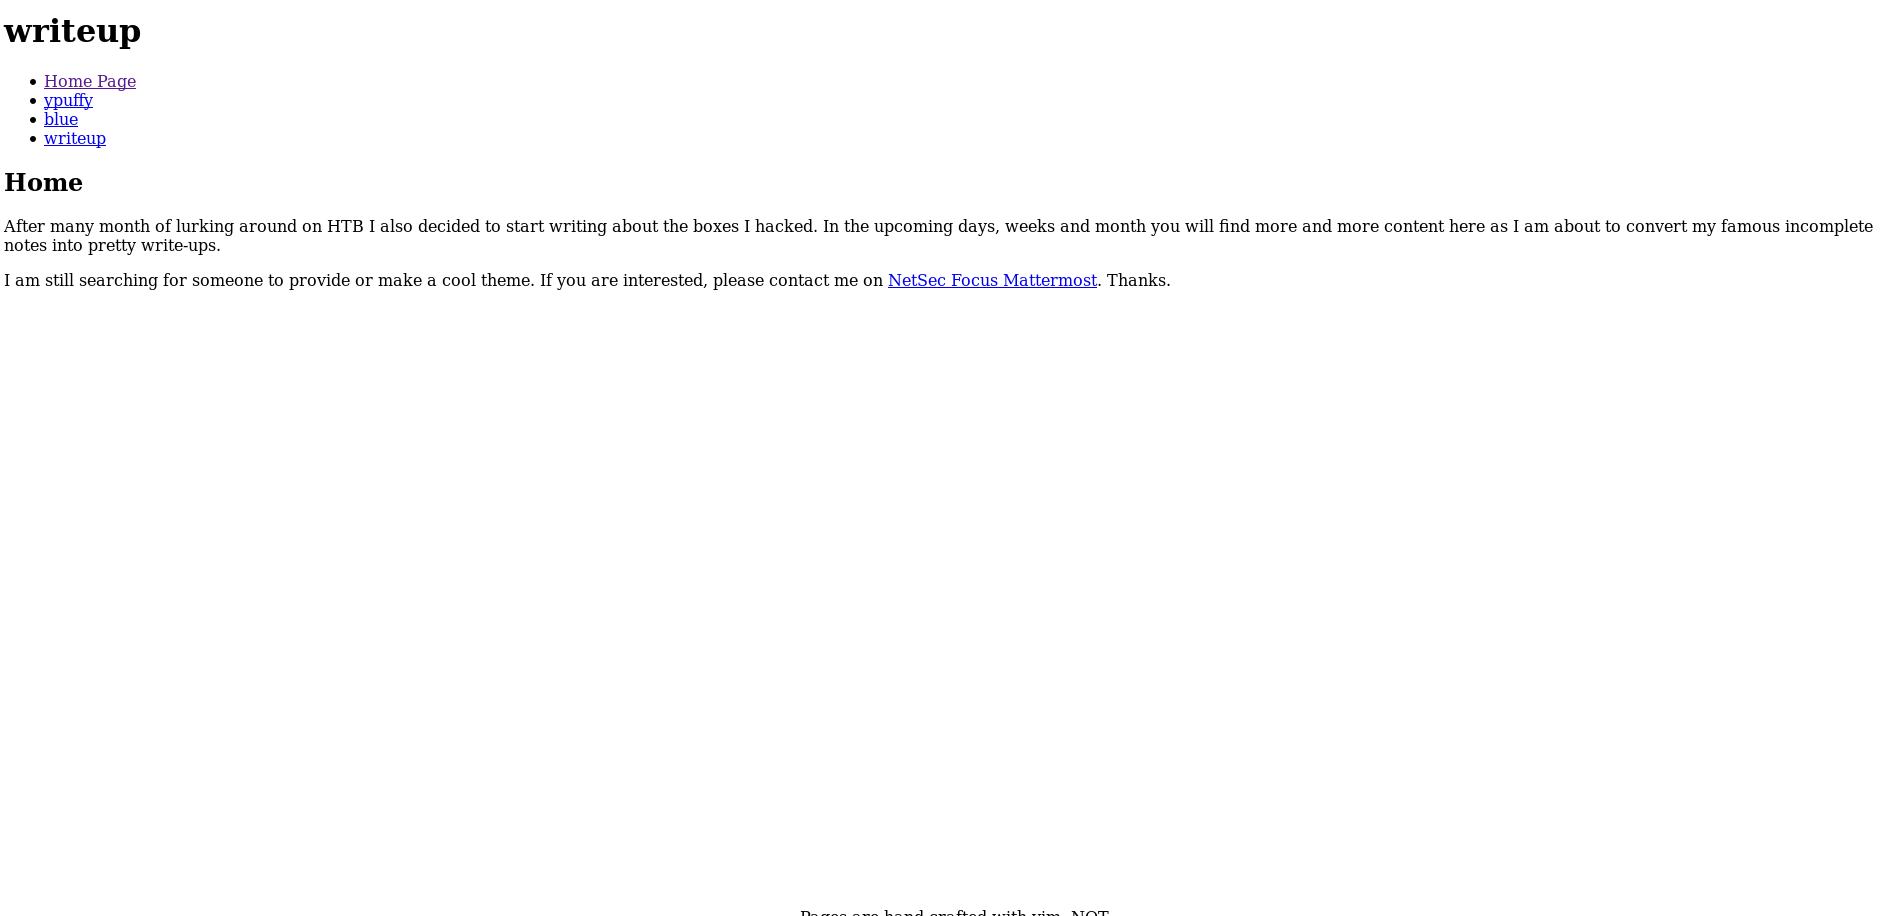 writeup
Home Page
ypuffy
blue
writeup
Home
After many month of lurking around on HTB I also decided to start writing about the boxes I hacked. In the upcoming days, weeks and month you will find more and more content here as I am about to convert my famous incomplete
notes into pretty write-ups.
I am still searching for someone to provide or make a cool theme. If you are interested, please contact me on NetSec Focus Mattermost. Thanks.
Pages are hand-crafted with vim. NOT.